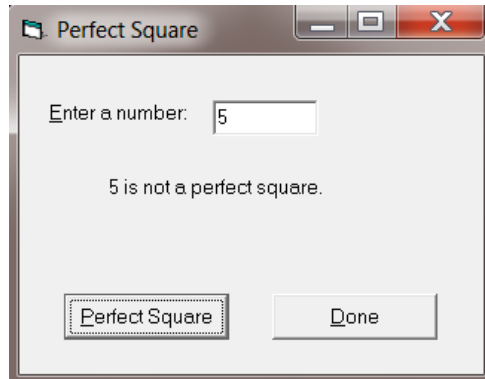 Perfect Square
Enter a number: 5
5 is not a perfect square.
Perfect Square Done